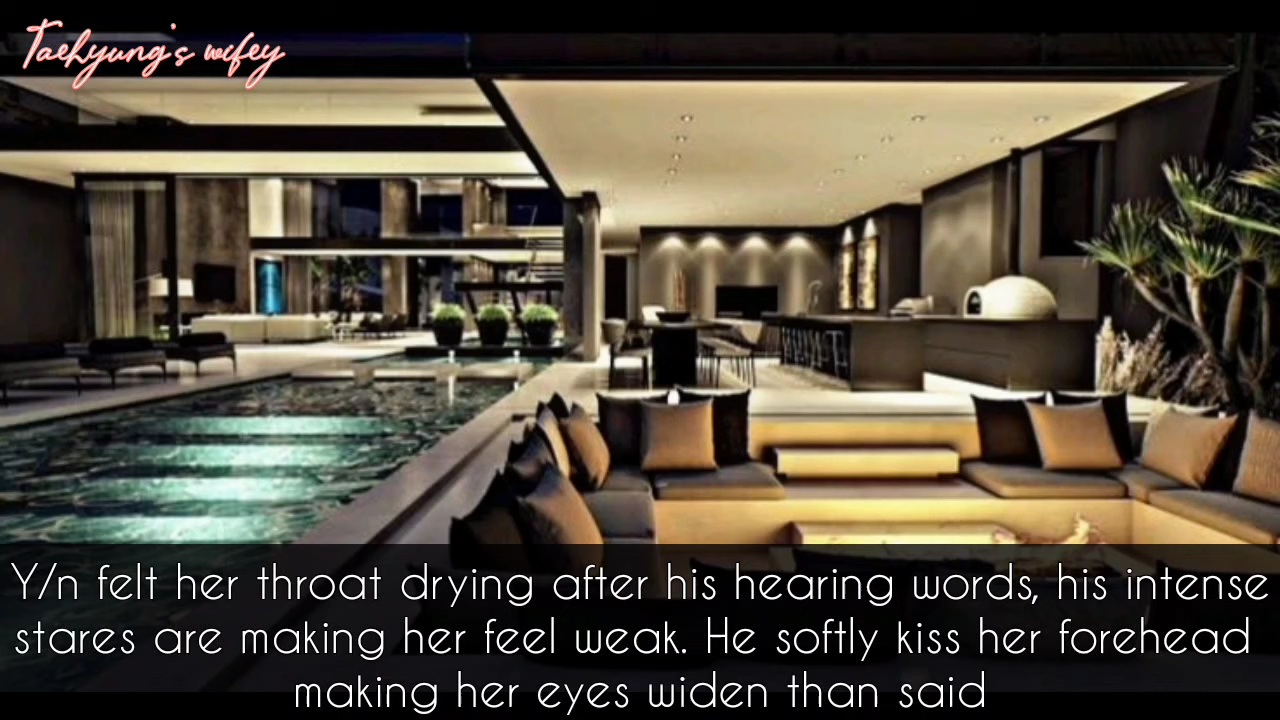 Taehyung's wifey
Y/n felt her throat drying after his hearing words, his intense
stares are making her feel weak. He softly kiss her forehead
making her eyes widen than said